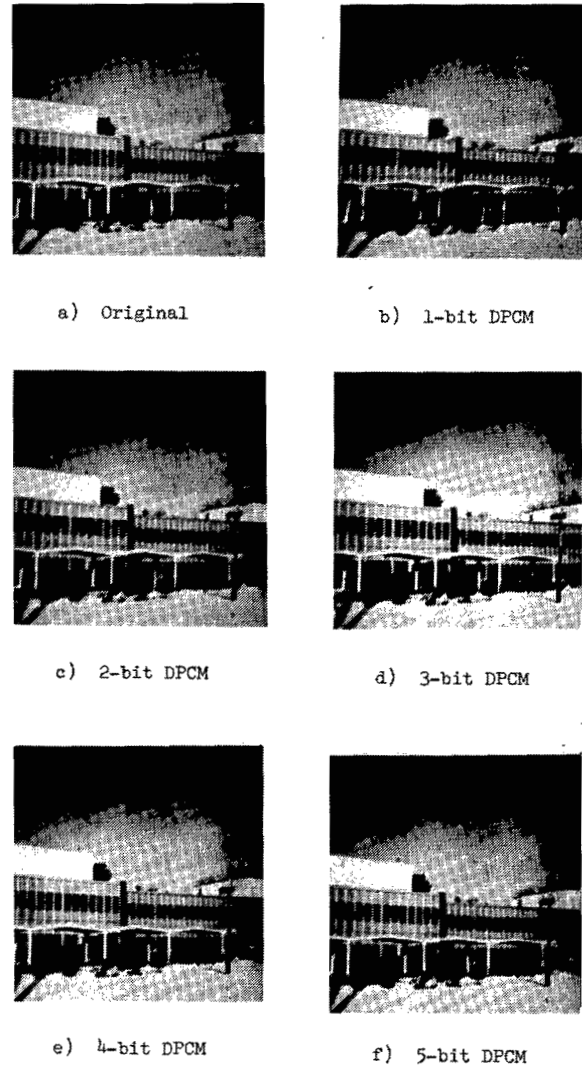 a) Original
b) 1-bit DPCM
c) 2-bit DPCM
d) 3-bit DPCM
e) 4-bit DPCM
f) 5-bit DPCM